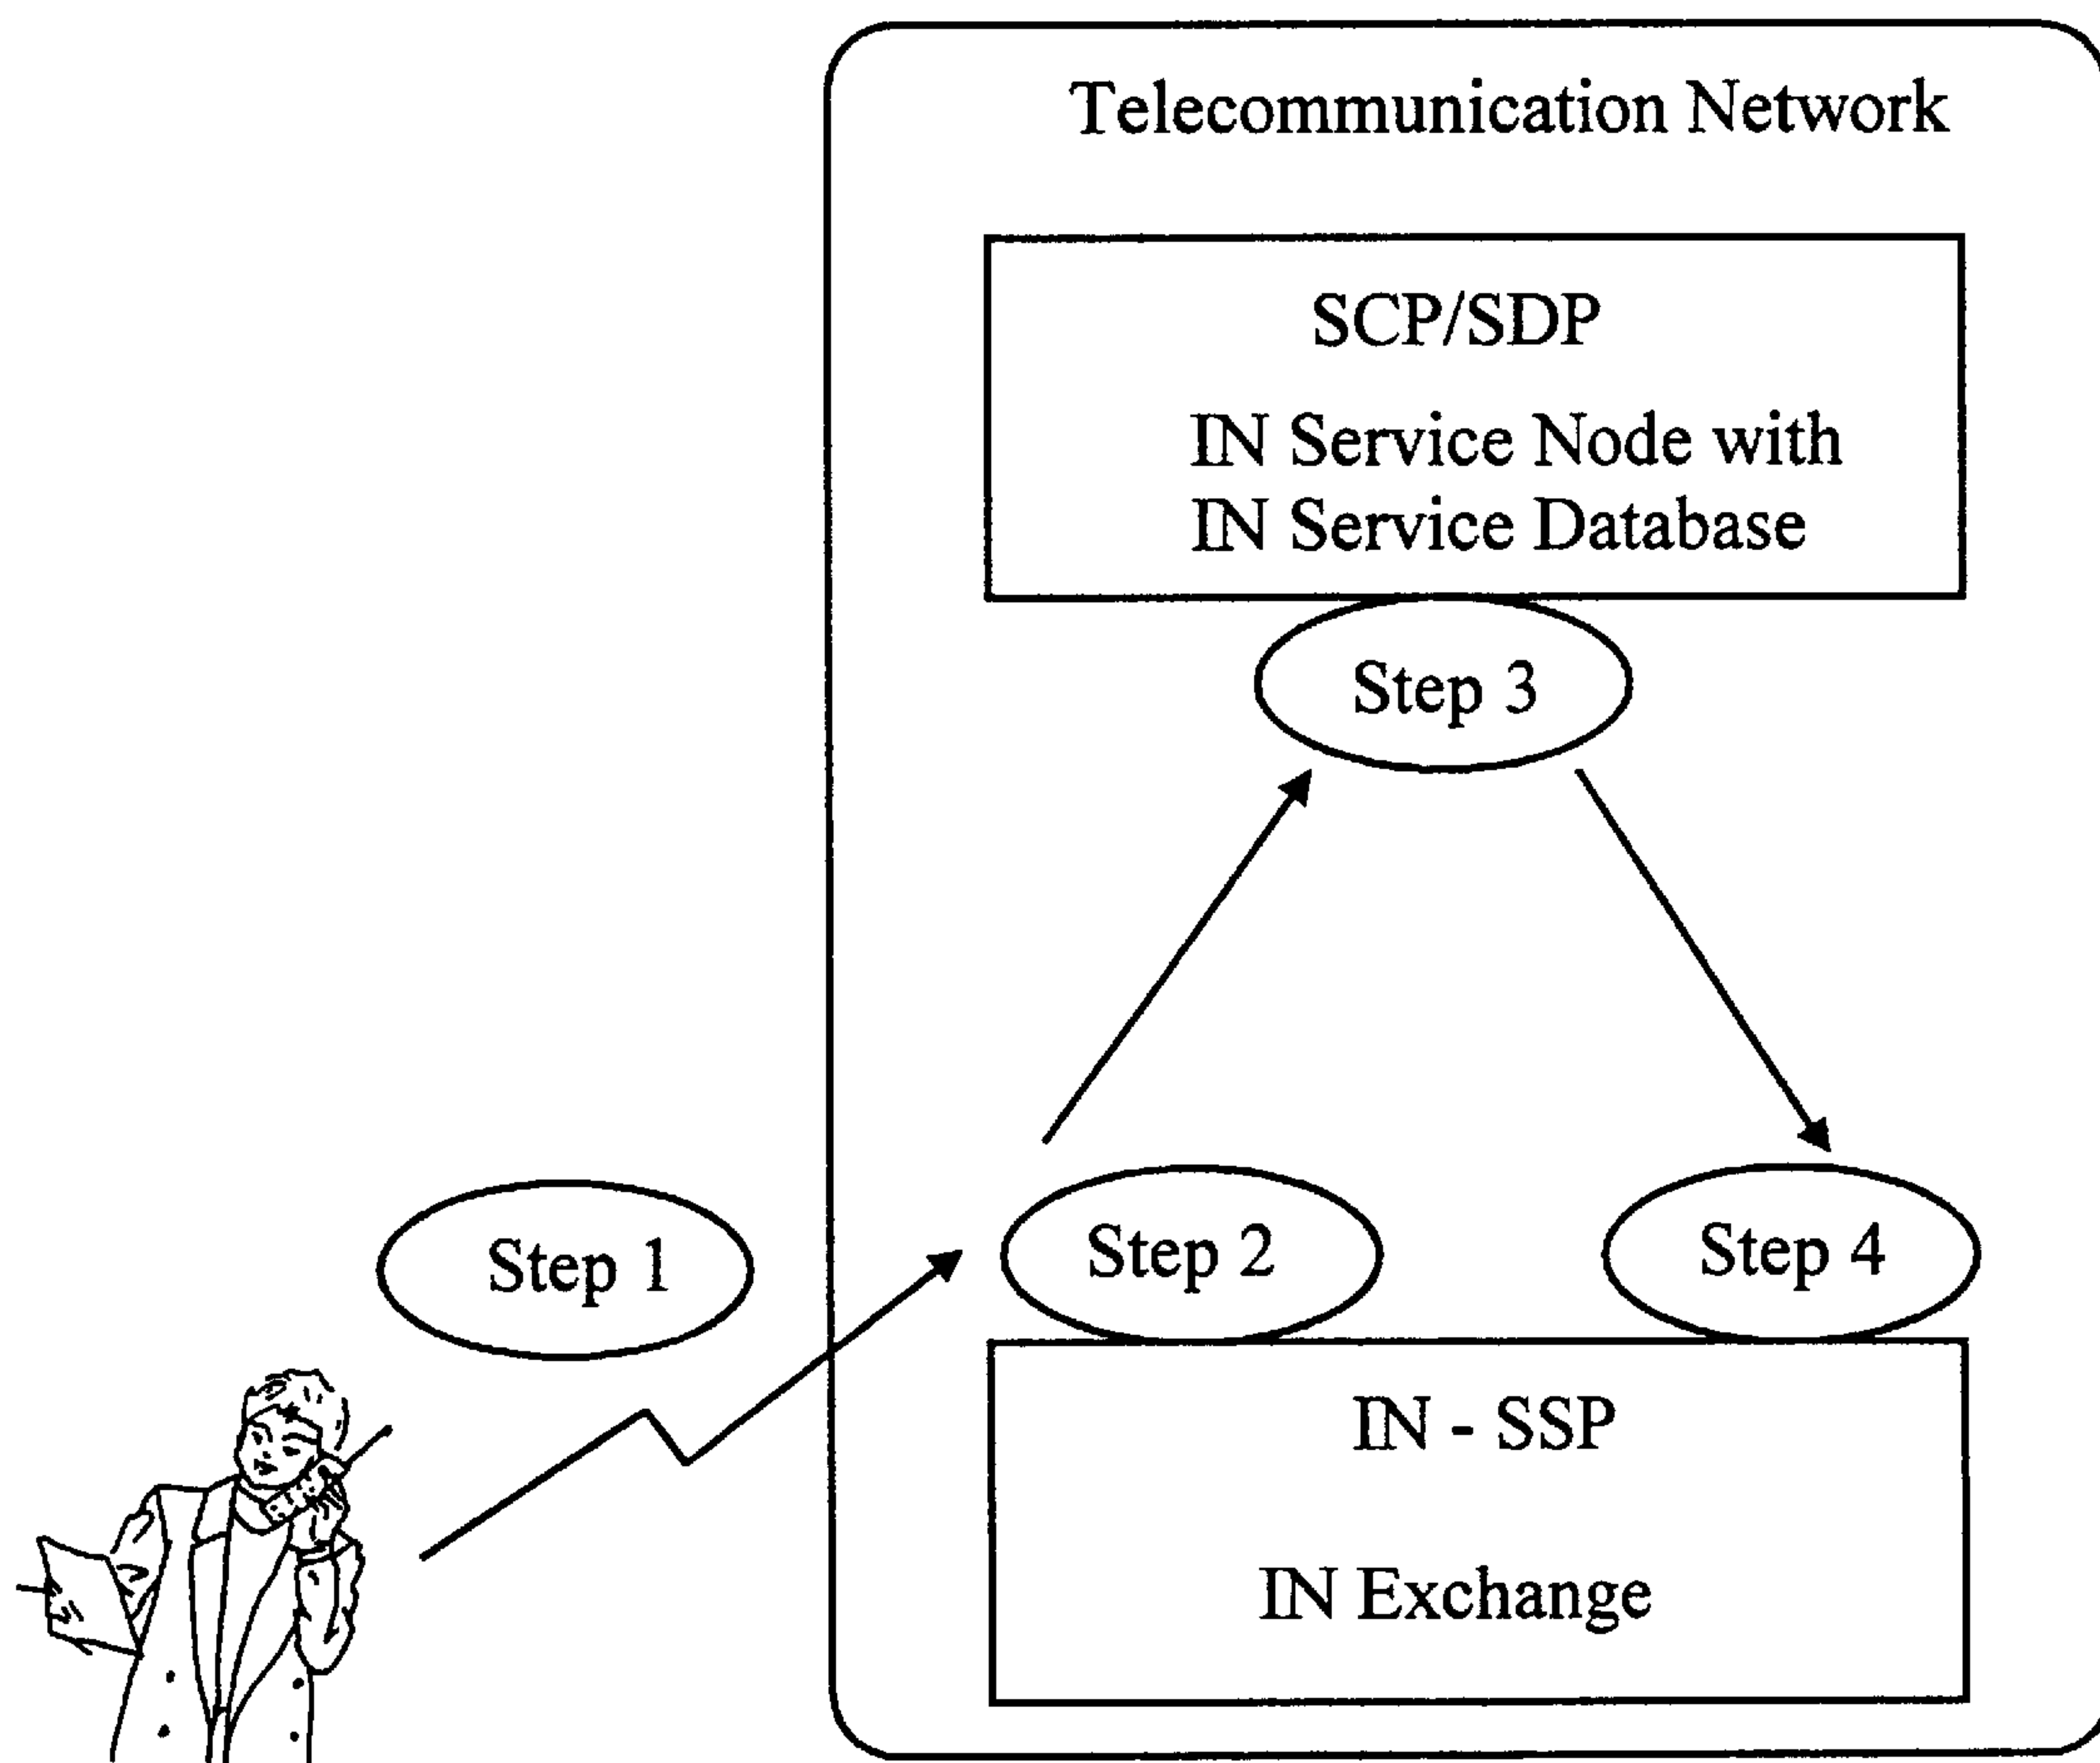 Telecommunication Network
SCP/SDP
IN Service Node with
IN Service Database
Step 3
Step 1
Step 2
Step 4
IN - SSP
IN Exchange